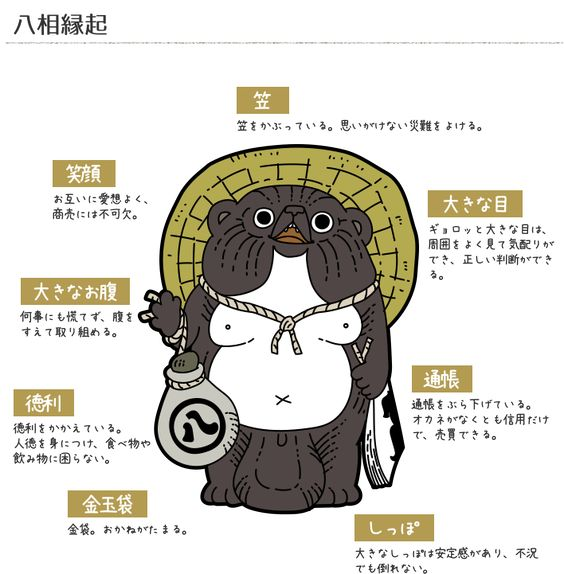 八相縁起
笠
笠をかぶっている。思いがけない災難をよける。
笑顔
お互いに愛想よく、
商売には不可欠。
大きな目
ギョロッと大きな目は、
周囲をよく見て気配りが
でき、正しい判断ができ
る。
大きなお腹
何事にも慌てず、腹を
すえて取り組める。
通帳
通帳をぶら下げている。
オカネがなくとも信用だけ
で、売買できる。
徳利
徳利をかかえている。
人徳を身につけ、食べ物や
飲み物に困らない。
八
金玉袋
金袋。おかねがたまる。
しっぽ
大きなしっぽは安定感があり、不況
でも倒れない。